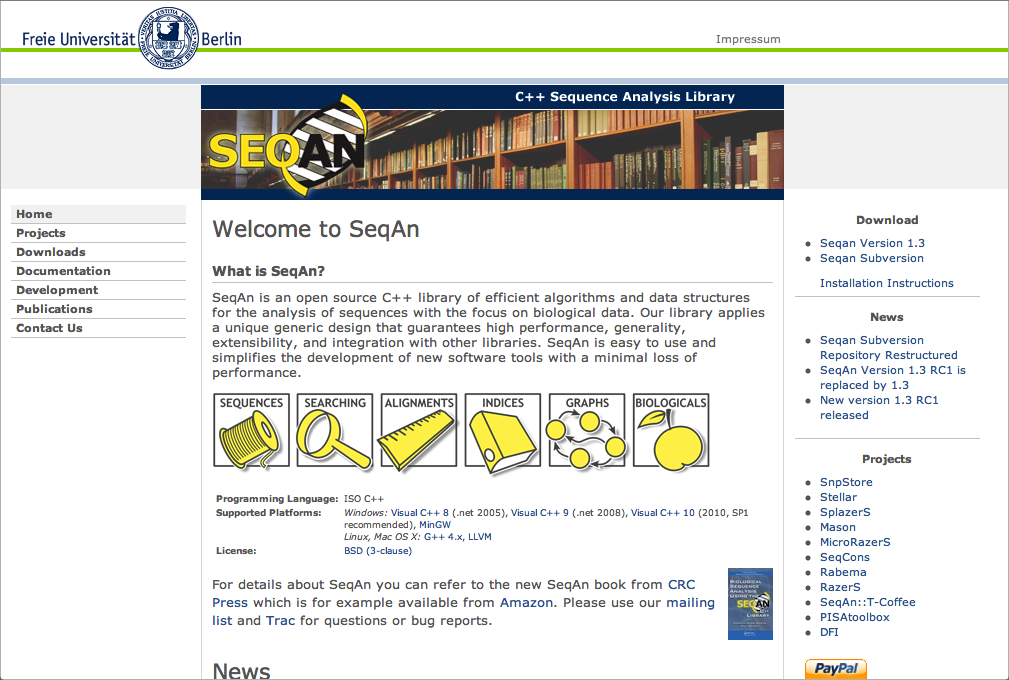 Freie Universität Berlin
Impressum
C++ Sequence Analysis Library
SEQAN
Home
Projects
Downloads
Documentation
Development
Publications
Contact Us
Welcome to SeqAn
What is SeqAn?
SeqAn is an open source C++ library of efficient algorithms and data structures
for the analysis of sequences with the focus on biological data. Our library applies
a unique generic design that guarantees high performance, generality,
extensibility, and integration with other libraries. SeqAn is easy to use and
simplifies the development of new software tools with a minimal loss of
performance.
SEQUENCES SEARCHING ALIGNMENTS INDICES GRAPHS BIOLOGICALS
Programming Language: ISO C++
Supported Platforms: Windows: Visual C++ 8 (.net 2005), Visual C++ 9 (.net 2008), Visual C++ 10 (2010, SP1
recommended), MinGW
Linux, Mac OS X: G++ 4.x, LLVM
License: BSD (3-clause)
For details about SeqAn you can refer to the new SeqAn book from CRC
Press which is for example available from Amazon. Please use our mailing
list and Trac for questions or bug reports.
BIOLOGICAL
SEQUENCE
ANALYSIS
USING THE
SEQAN
C++
LIBRARY
News
Download
Seqan Version 1.3
Seqan Subversion
Installation Instructions
News
Seqan Subversion
Repository Restructured
SeqAn Version 1.3 RC1 is
replaced by 1.3
New version 1.3 RC1
released
Projects
SnpStore
Stellar
SplazerS
Mason
MicroRazerS
SeqCons
Rabema
RazerS
SeqAn::T-Coffee
PISAtoolbox
DFI
PayPal